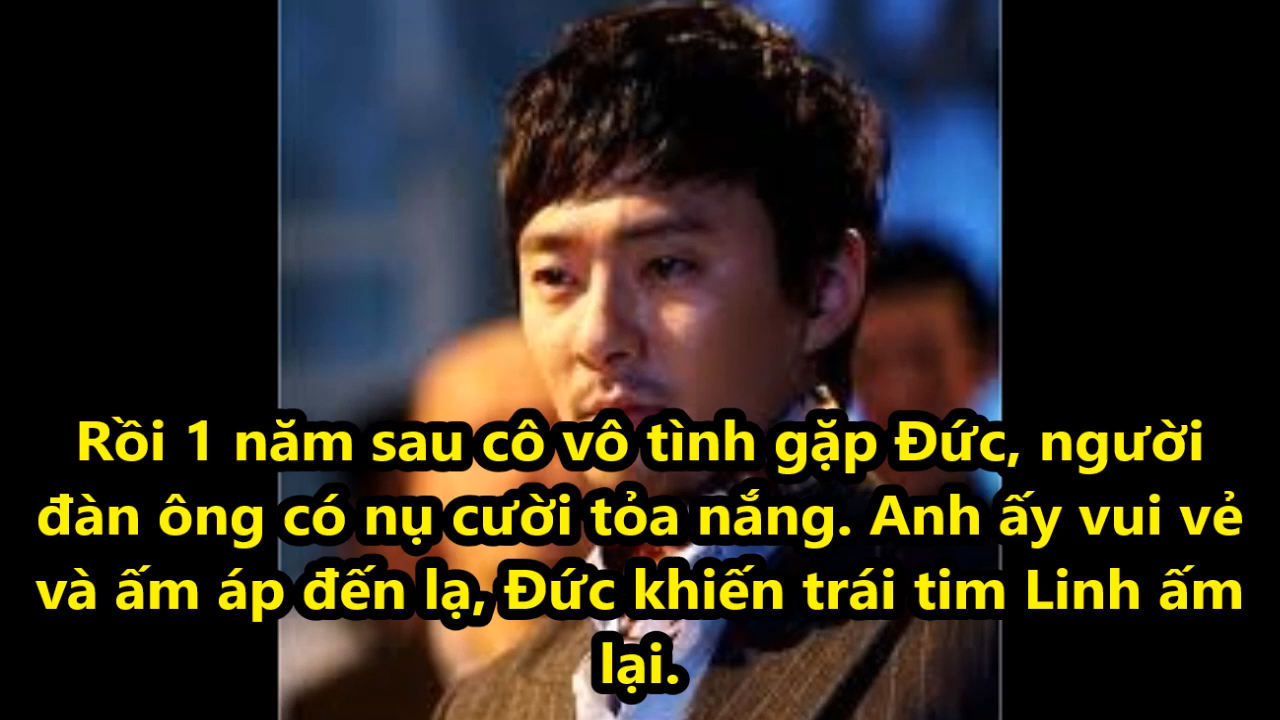 Rồi 1 năm sau cô vô tình gặp Đức, người
đàn ông có nụ cười tỏa nắng. Anh ấy vui vẻ
và ấm áp đến lạ, Đức khiến trái tim Linh ấm
lại.